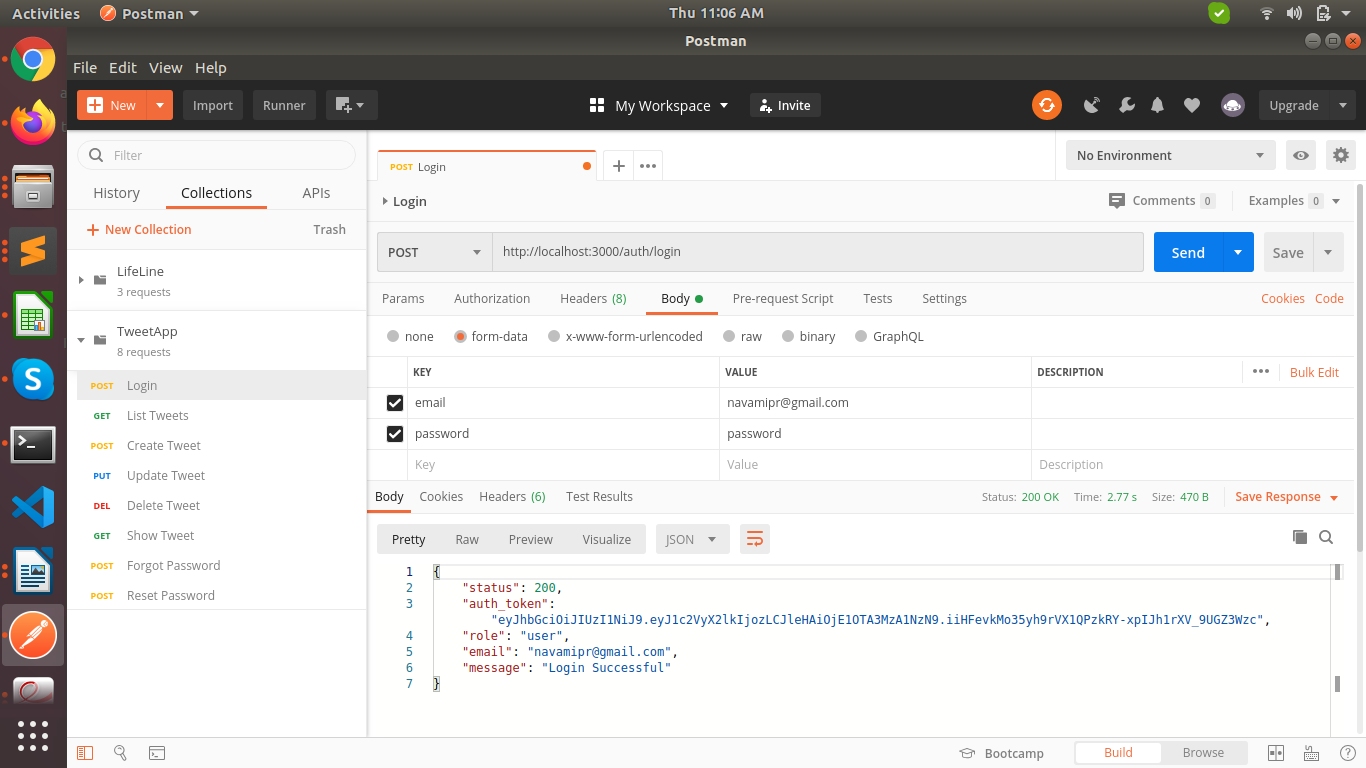 Activities Postman Thu 11:06 AM
Postman
File Edit View Help
New Import Runner My Workspace Invite Upgrade
Filter
History Collections APIs
New Collection Trash
LifeLine
3 requests
TweetApp
8 requests
POST Login
GET List Tweets
POST Create Tweet
PUT Update Tweet
DEL Delete Tweet
GET Show Tweet
POST Forgot Password
POST Reset Password
POST Login No Environment
Login Comments 0 Examples 0
POST http://localhost:3000/auth/login Send Save
Params Authorization Headers (8) Body Pre-request Script Tests Settings Cookies Code
none form-data x-www-form-urlencoded raw binary GraphQL
KEY VALUE DESCRIPTION ••• Bulk Edit
email navamipr@gmail.com
password password
Key Value Description
Body Cookies Headers (6) Test Results Status: 200 OK Time: 2.77 s Size: 470 B Save Response
Pretty Raw Preview Visualize JSON
1 {
2 "status": 200,
3 "auth_token":
"eyJhbGciOiJIUzI1NiJ9.eyJ1c2VyX2lkIjozLCJleHAiOjE1OTA3MzA1NzN9.iiHFevkMo35yh9rVX1QPzkRY-xpIJh1rXV_9UGZ3Wzc",
4 "role": "user",
5 "email": "navamipr@gmail.com",
6 "message": "Login Successful"
7 }
Bootcamp Build Browse